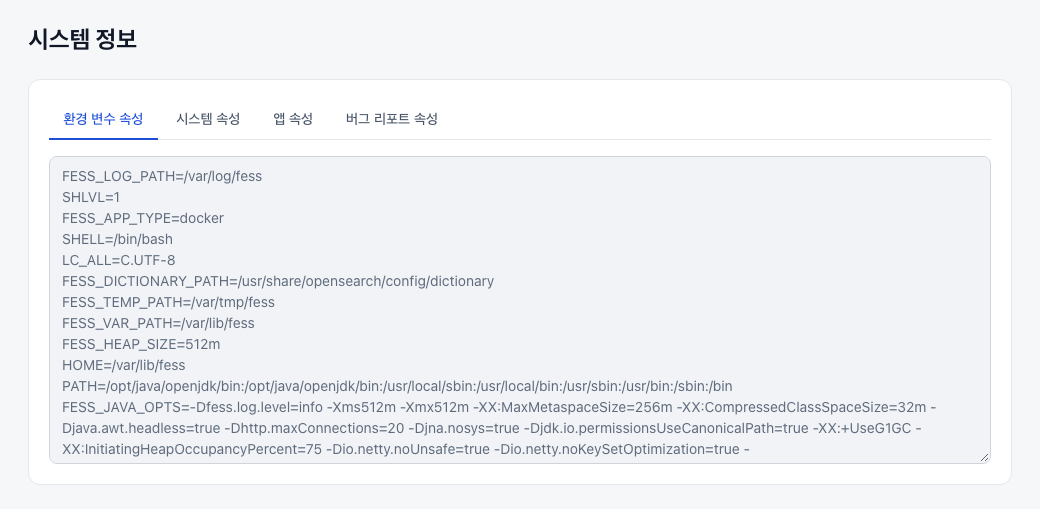 시스템 정보
환경 변수 속성
시스템 속성
앱 속성
버그 리포트 속성
FESS_LOG_PATH=/var/log/fess
SHLVL=1
FESS_APP_TYPE=docker
SHELL=/bin/bash
LC_ALL=C.UTF-8
FESS_DICTIONARY_PATH=/usr/share/opensearch/config/dictionary
FESS_TEMP_PATH=/var/tmp/fess
FESS_VAR_PATH=/var/lib/fess
FESS_HEAP_SIZE=512m
HOME=/var/lib/fess
PATH=/opt/java/openjdk/bin:/opt/java/openjdk/bin:/usr/local/sbin:/usr/local/bin:/usr/sbin:/usr/bin:/sbin:/bin
FESS_JAVA_OPTS=-Dfess.log.level=info -Xms512m -Xmx512m -XX:MaxMetaspaceSize=256m -XX:CompressedClassSpaceSize=32m -
Djava.awt.headless=true -Dhttp.maxConnections=20 -Djna.nosys=true -Djdk.io.permissionsUseCanonicalPath=true -XX:+UseG1GC -
XX:InitiatingHeapOccupancyPercent=75 -Dio.netty.noUnsafe=true -Dio.netty.noKeySetOptimization=true -